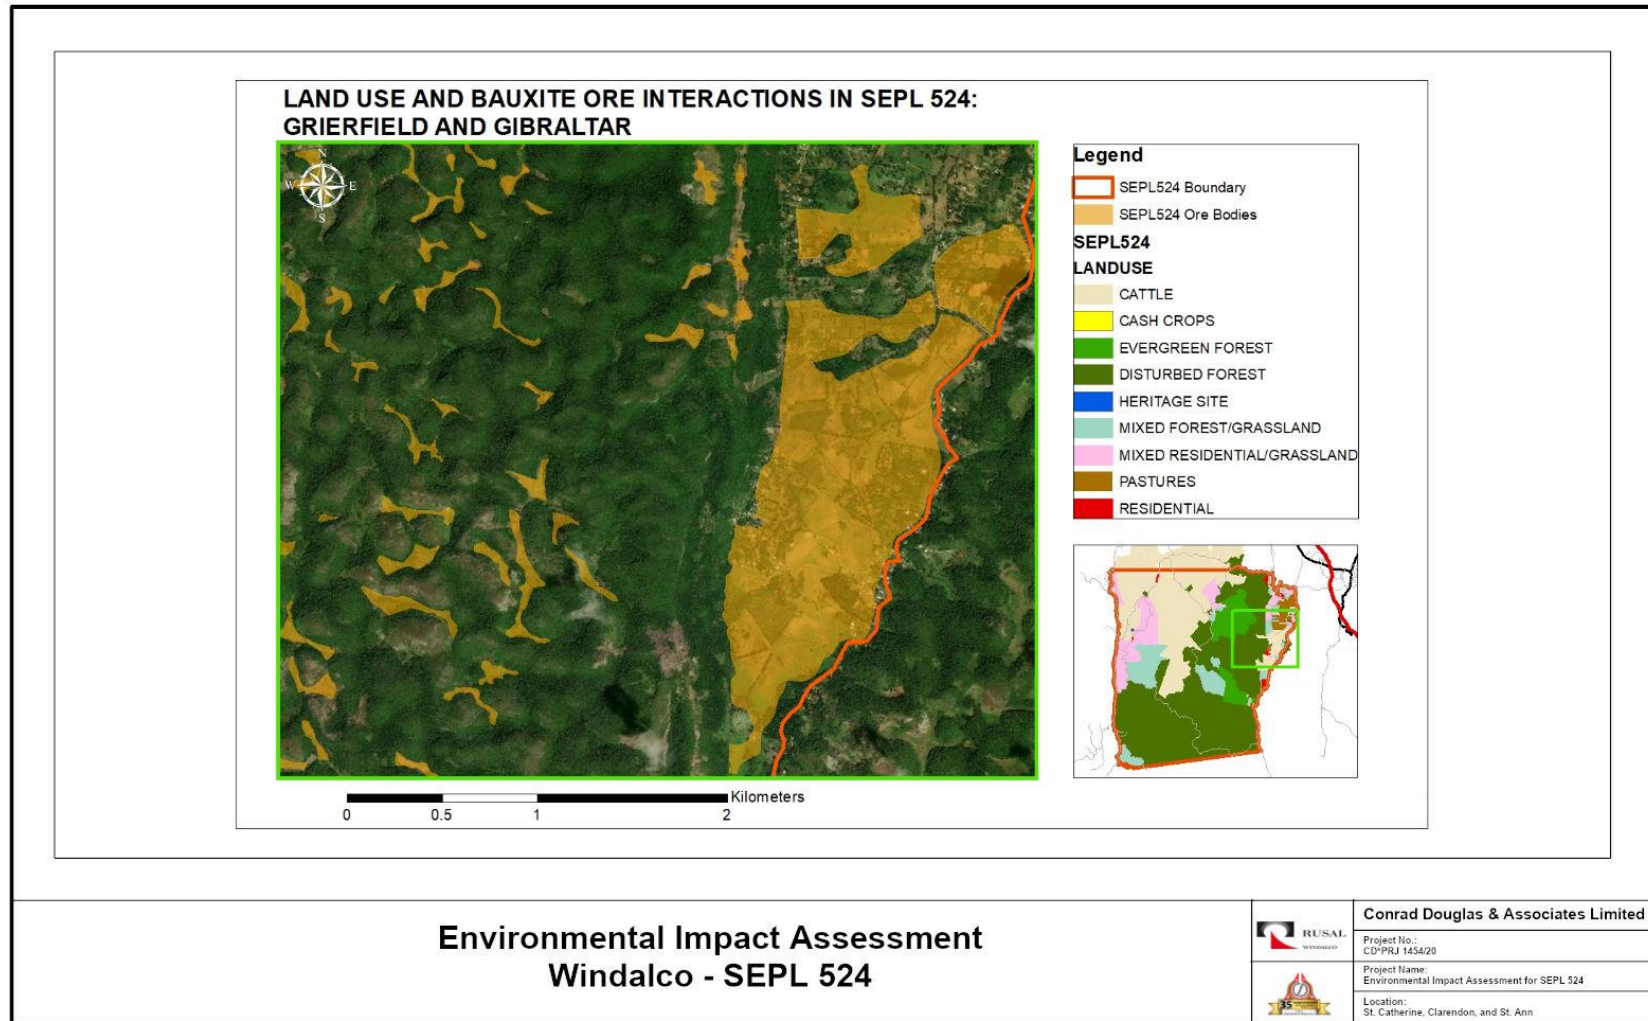 LAND USE AND BAUXITE ORE INTERACTIONS IN SEPL 524:
GRIERFIELD AND GIBRALTAR
N
W
E
S
Legend
SEPL524 Boundary
SEPL524 Ore Bodies
SEPL524
LANDUSE
CATTLE
CASH CROPS
EVERGREEN FOREST
DISTURBED FOREST
HERITAGE SITE
MIXED FOREST/GRASSLAND
MIXED RESIDENTIAL/GRASSLAND
PASTURES
RESIDENTIAL
Kilometers
0 0.5 1 2
Environmental Impact Assessment
Windalco - SEPL 524
RUSAL
WINDALCO
35
Conrad Douglas & Associates Limited
Project No.:
CD*PRJ 1454/20
Project Name:
Environmental Impact Assessment for SEPL 524
Location:
St. Catherine, Clarendon, and St. Ann